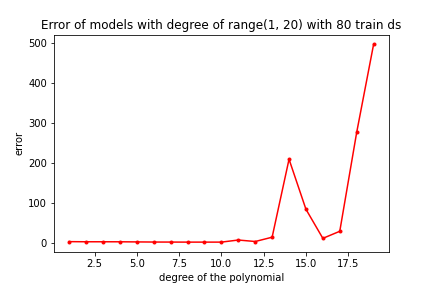 Error of models with degree of range(1, 20) with 80 train ds
500
400
300
200
100
0
error
2.5 5.0 7.5 10.0 12.5 15.0 17.5
degree of the polynomial